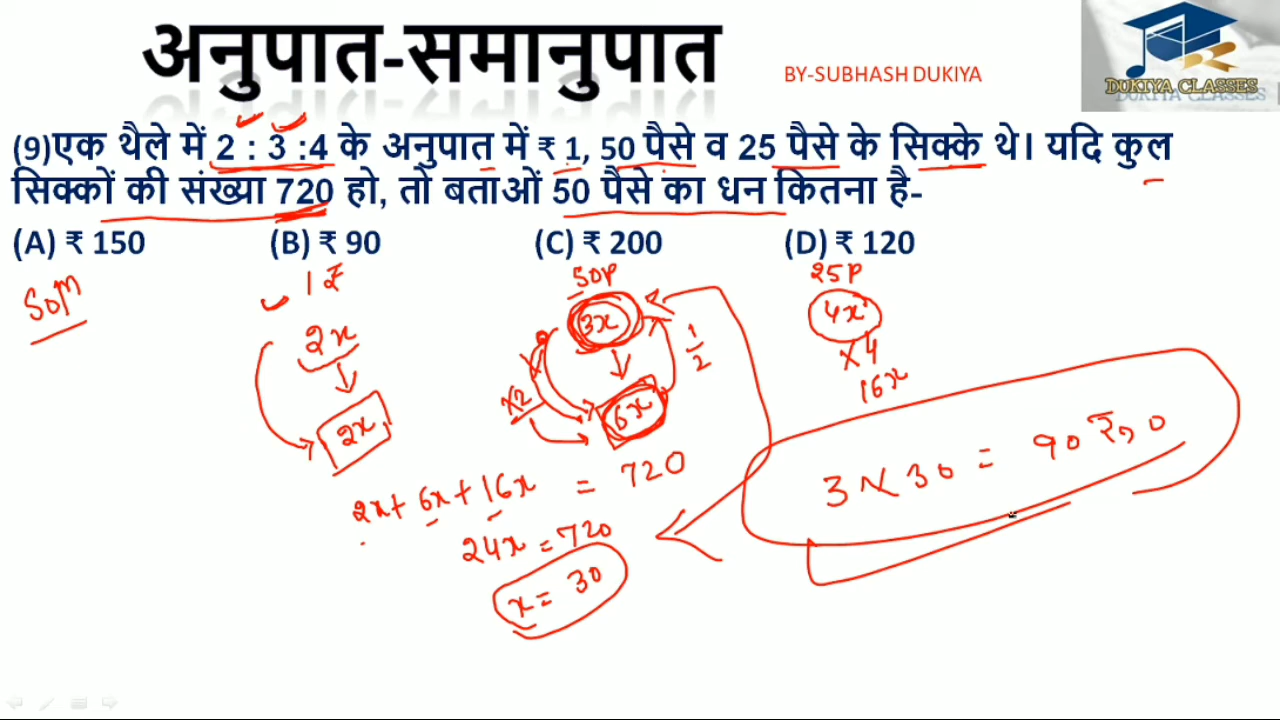 अनुपात-समानुपात
BY-SUBHASH DUKIYA
DUKIYA CLASSES
(9)एक थैले में 2 : 3 :4 के अनुपात में ₹ 1, 50 पैसे व 25 पैसे के सिक्के थे। यदि कुल
सिक्कों की संख्या 720 हो, तो बताओं 50 पैसे का धन कितना है-
(A) ₹ 150 (B) ₹ 90 (C) ₹ 200 (D) ₹ 120
Solⁿ
1 ₹ 50P 25P
2x 3x 4x
×2 1/2 ×4
2x 6x 16x
2x + 6x + 16x = 720
24x = 720
x = 30
3 × 30 = 90